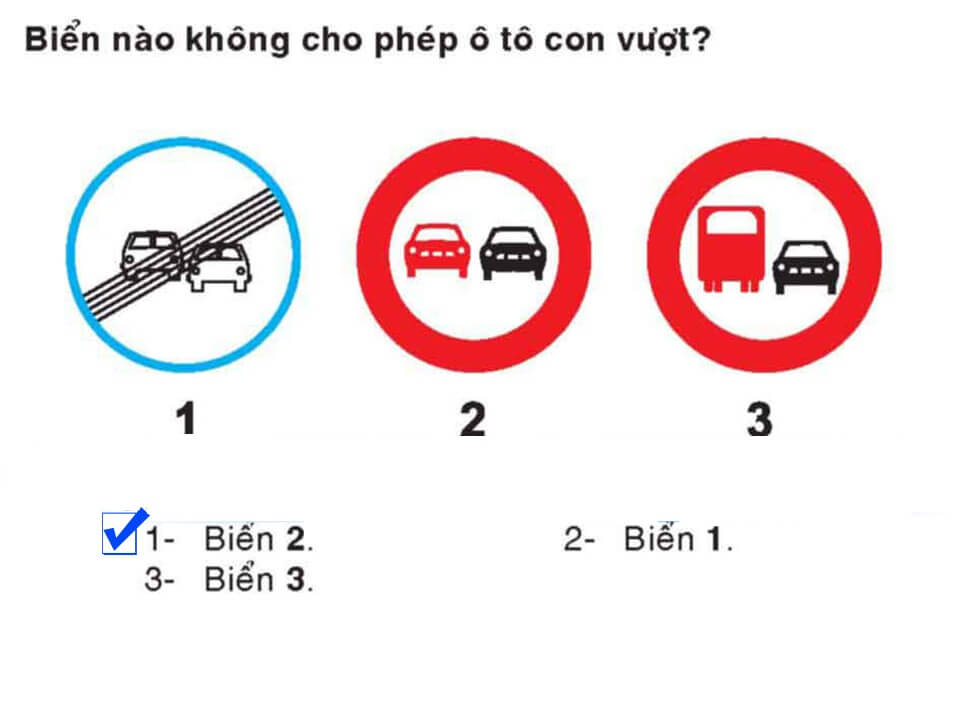 Biển nào không cho phép ô tô con vượt?
1 2 3
1- Biển 2. 2- Biển 1.
3- Biển 3.